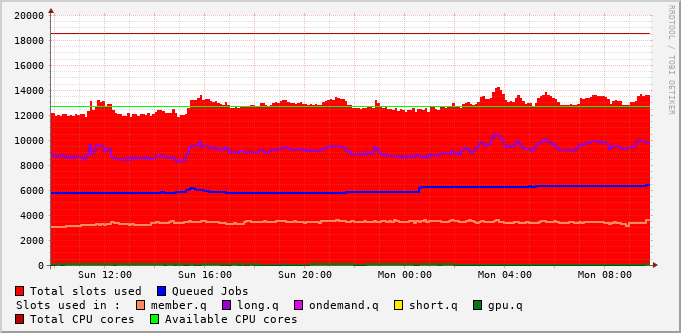 20000
18000
16000
14000
12000
10000
8000
6000
4000
2000
0
Sun 12:00 Sun 16:00 Sun 20:00 Mon 00:00 Mon 04:00 Mon 08:00
Total slots used Queued Jobs
Slots used in : member.q long.q ondemand.q short.q gpu.q
Total CPU cores Available CPU cores
RRDTOOL / TOBI OETIKER